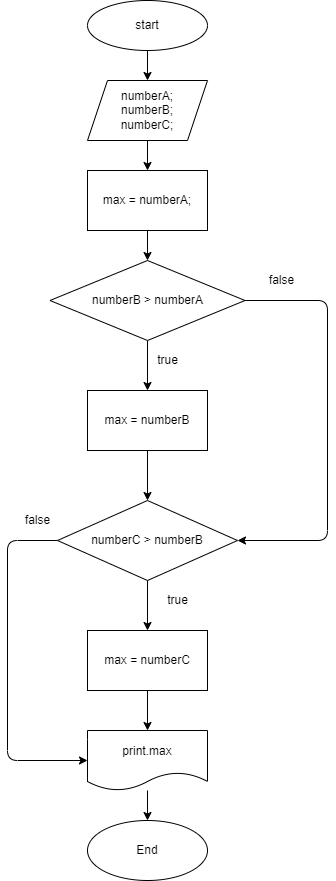 start
numberA;
numberB;
numberC;
max = numberA;
false
numberB > numberA
true
max = numberB
false
numberC > numberB
true
max = numberC
print.max
End